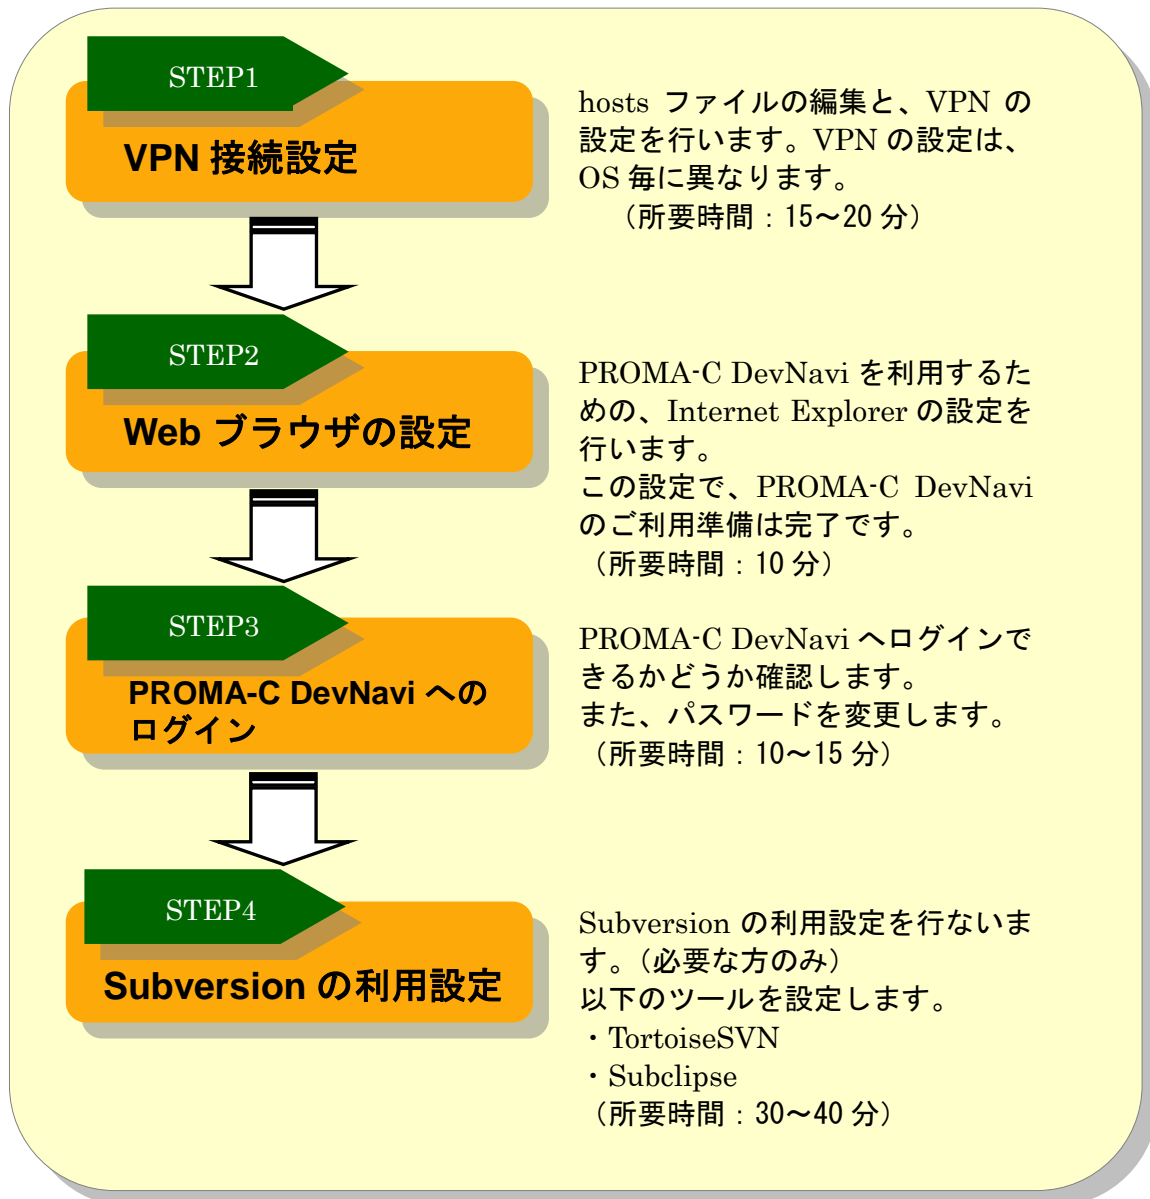 STEP1
VPN 接続設定
hosts ファイルの編集と、VPN の
設定を行います。VPN の設定は、
OS 毎に異なります。
（所要時間：15～20 分）
STEP2
Web ブラウザの設定
PROMA-C DevNavi を利用するた
めの、Internet Explorer の設定を
行います。
この設定で、PROMA-C DevNavi
のご利用準備は完了です。
（所要時間：10 分）
STEP3
PROMA-C DevNavi への
ログイン
PROMA-C DevNavi へログインで
きるかどうか確認します。
また、パスワードを変更します。
（所要時間：10～15 分）
STEP4
Subversion の利用設定
Subversion の利用設定を行ないま
す。（必要な方のみ）
以下のツールを設定します。
・TortoiseSVN
・Subclipse
（所要時間：30～40 分）